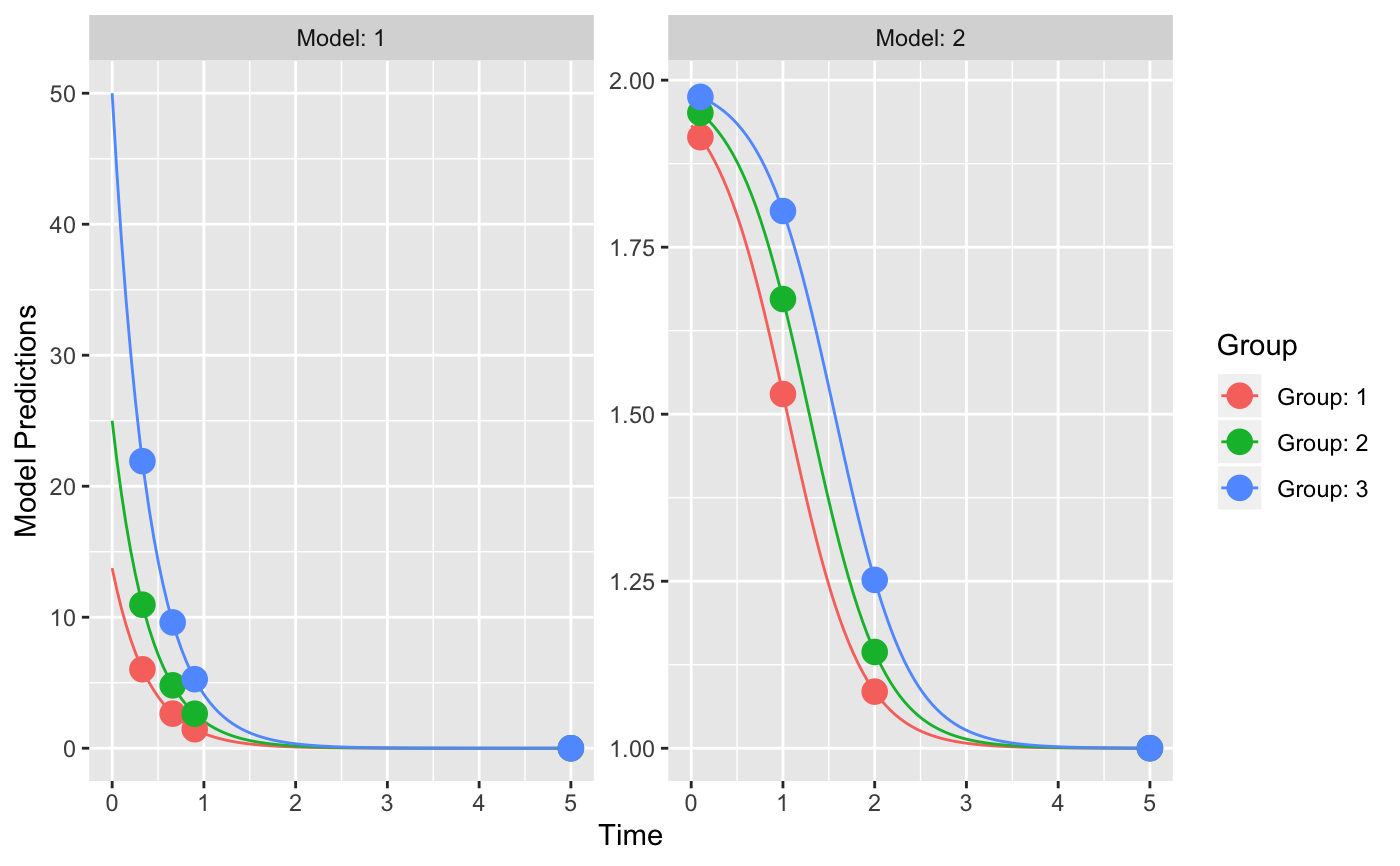 Model: 1
Model: 2
50
40
30
20
10
0
2.00
1.75
1.50
1.25
1.00
0 1 2 3 4 5
0 1 2 3 4 5
Model Predictions
Time
Group
Group: 1
Group: 2
Group: 3